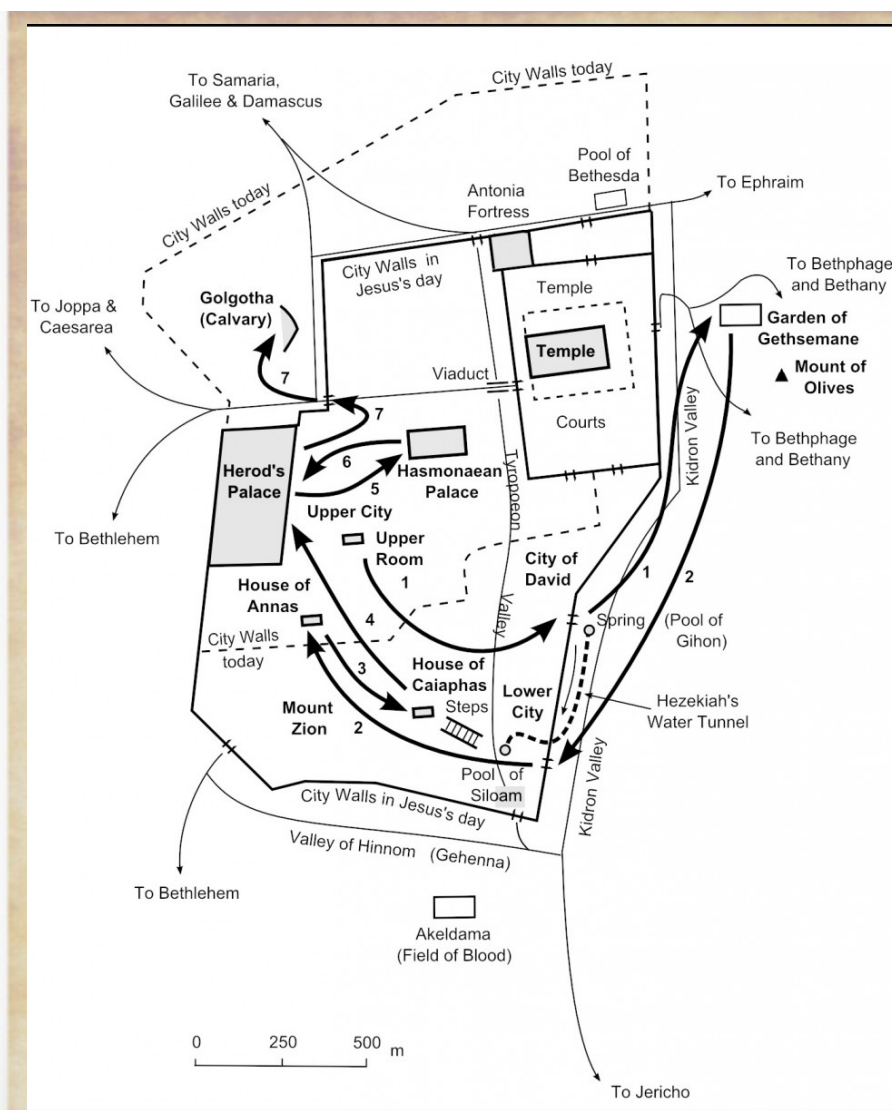 City Walls today
To Samaria,
Galilee & Damascus
Pool of
Bethesda
To Ephraim
Antonia
Fortress
City Walls today
City Walls in
Jesus's day
Temple
To Bethphage
and Bethany
Golgotha
(Calvary)
To Joppa &
Caesarea
Garden of
Gethsemane
Temple
Viaduct
Mount of
Olives
7
7
Courts
Kidron Valley
To Bethphage
and Bethany
Herod's
Palace
6
5
Hasmonaean
Palace
Tyropoeon
Valley
Upper City
To Bethlehem
Upper
Room
1
City of
David
1
2
House of
Annas
4
Spring
(Pool of
Gihon)
City Walls
today
3
House of
Caiaphas
Steps
Lower
City
Hezekiah's
Water Tunnel
Mount
Zion
2
Pool of
Siloam
Kidron Valley
City Walls in Jesus's day
Valley of Hinnom (Gehenna)
To Bethlehem
Akeldama
(Field of Blood)
0 250 500 m
To Jericho